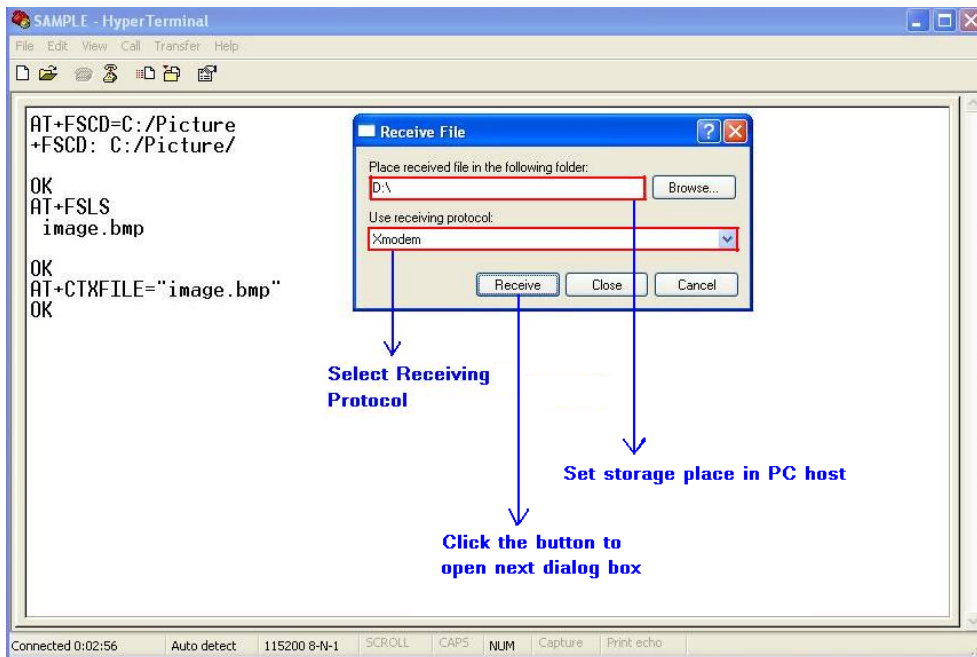 SAMPLE - HyperTerminal
File Edit View Call Transfer Help
AT+FSCD=C:/Picture
+FSCD: C:/Picture/
OK
AT+FSLS
image.bmp
OK
AT+CTXFILE="image.bmp"
OK
Receive File
Place received file in the following folder:
D:\
Browse...
Use receiving protocol:
Xmodem
Receive Close Cancel
Select Receiving
Protocol
Set storage place in PC host
Click the button to
open next dialog box
Connected 0:02:56 Auto detect 115200 8-N-1 SCROLL CAPS NUM Capture Print echo